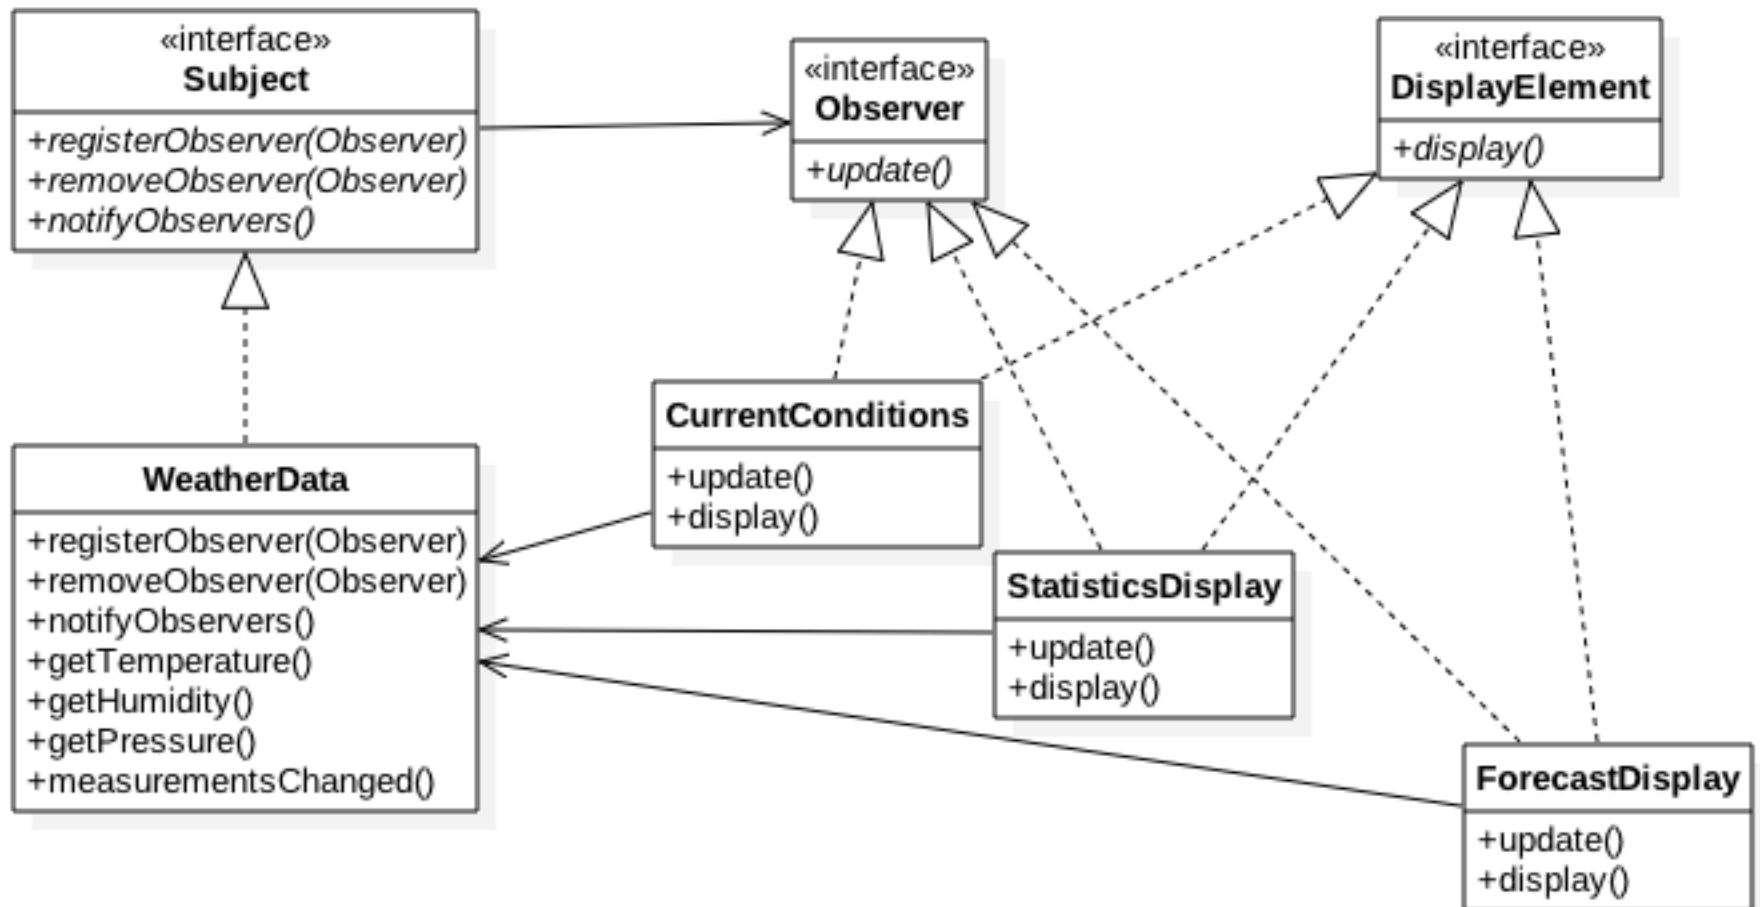 «interface»
Subject
+registerObserver(Observer)
+removeObserver(Observer)
+notifyObservers()
«interface»
Observer
+update()
«interface»
DisplayElement
+display()
WeatherData
+registerObserver(Observer)
+removeObserver(Observer)
+notifyObservers()
+getTemperature()
+getHumidity()
+getPressure()
+measurementsChanged()
CurrentConditions
+update()
+display()
StatisticsDisplay
+update()
+display()
ForecastDisplay
+update()
+display()